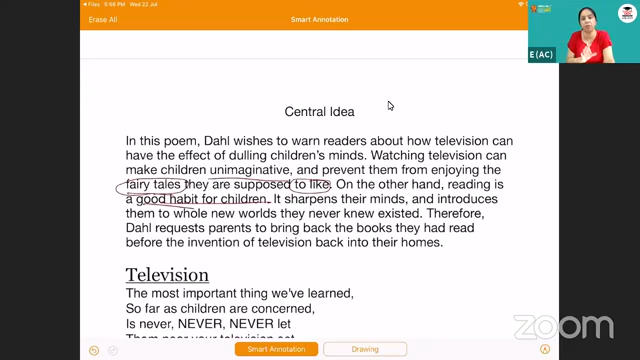 Files 5:66 PM Wed 22 Jul
Erase All
Smart Annotation
E (AC)
Central Idea
In this poem, Dahl wishes to warn readers about how television can
have the effect of dulling children's minds. Watching television can
make children unimaginative, and prevent them from enjoying the
fairy tales they are supposed to like. On the other hand, reading is
a good habit for children. It sharpens their minds, and introduces
them to whole new worlds they never knew existed. Therefore,
Dahl requests parents to bring back the books they had read
before the invention of television back into their homes.
Television
The most important thing we've learned,
So far as children are concerned,
Is never, NEVER, NEVER let
Them near your television set
Smart Annotation
Drawing
zoom